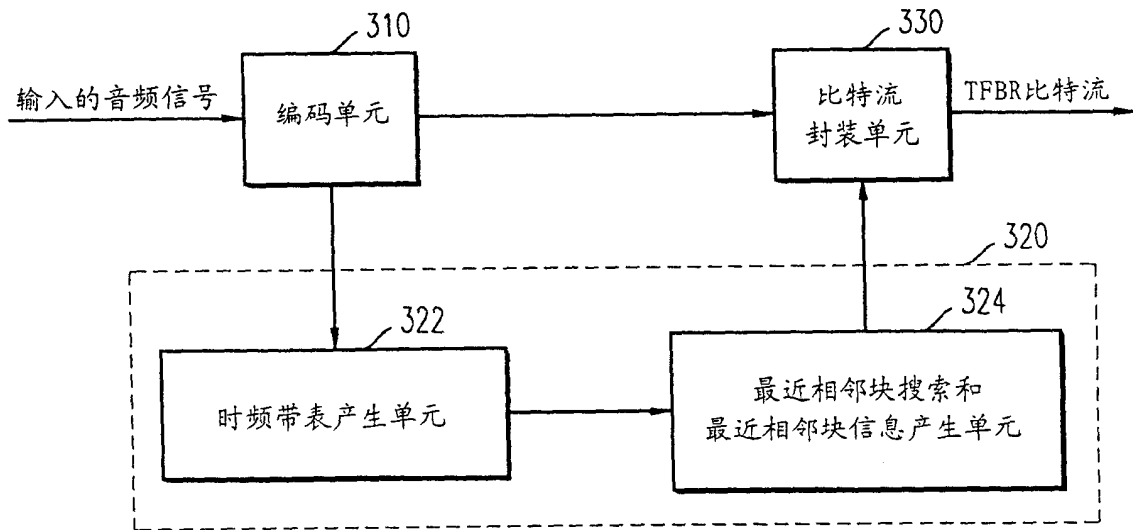 310
330
输入的音频信号
编码单元
比特流
封装单元
TFBR比特流
320
322
324
时频带表产生单元
最近相邻块搜索和
最近相邻块信息产生单元